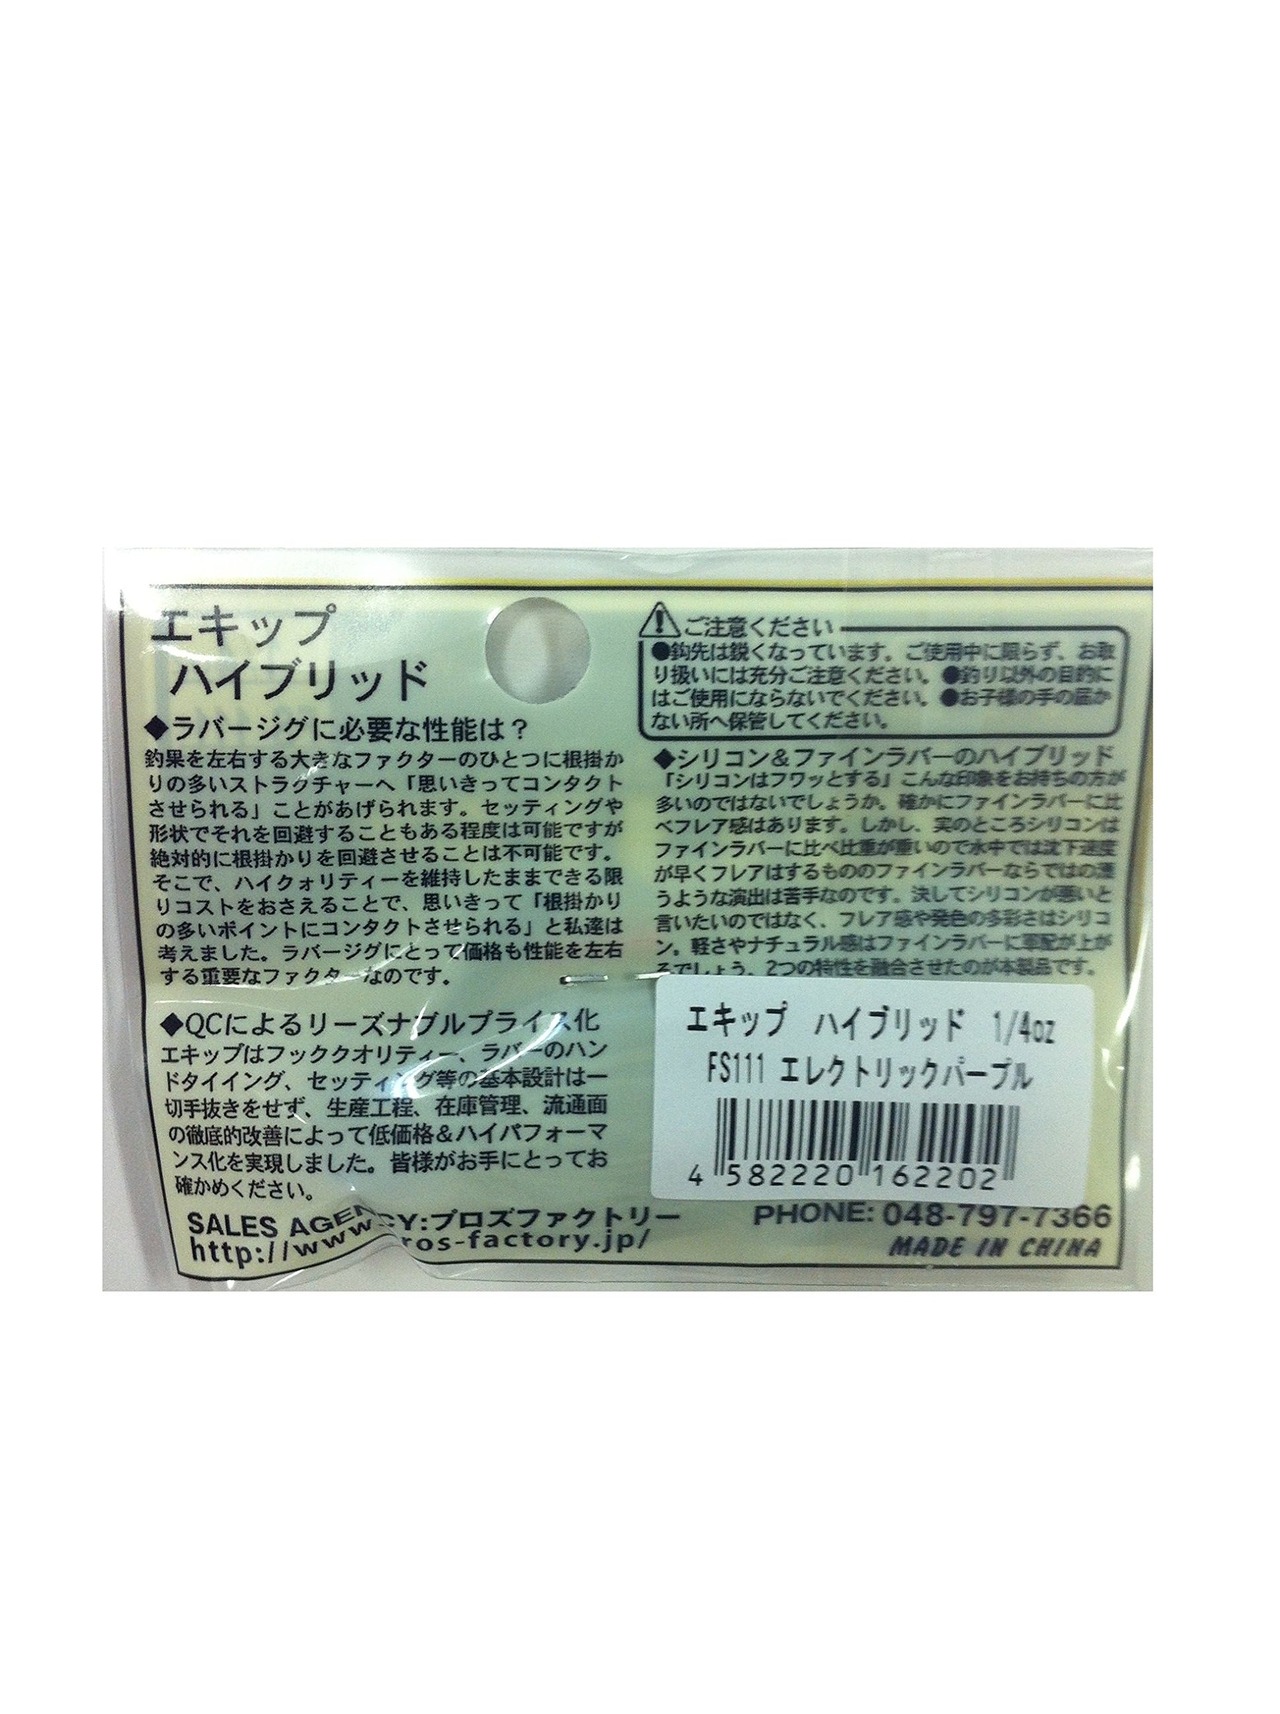 エキップ
ハイブリッド
◆ラバージグに必要な性能は？
釣果を左右する大きなファクターのひとつに根掛か
りの多いストラクチャーへ「思いきってコンタクト
させられる」ことがあげられます。セッティングや
形状でそれを回避することもある程度は可能ですが
絶対的に根掛かりを回避させることは不可能です。
そこで、ハイクォリティーを維持したままできる限
りコストをおさえることで、思いきって「根掛かり
の多いポイントにコンタクトさせられる」と私達は
考えました。ラバージグにとって価格も性能を左右
する重要なファクターなのです。
◆QCによるリーズナブルプライス化
エキップはフッククオリティー、ラバーのハン
ドタイイング、セッティング等の基本設計は一
切手抜きをせず、生産工程、在庫管理、流通面
の徹底的改善によって低価格＆ハイパフォーマ
ンス化を実現しました。皆様がお手にとってお
確かめください。
⚠ご注意ください
●鈎先は鋭くなっています。ご使用中に限らず、お取
り扱いには充分ご注意ください。●釣り以外の目的に
はご使用にならないでください。●お子様の手の届か
ない所へ保管してください。
◆シリコン＆ファインラバーのハイブリッド
「シリコンはフワッとする」こんな印象をお持ちの方が
多いのではないでしょうか。確かにファインラバーに比
べフレア感はあります。しかし、実のところシリコンは
ファインラバーに比べ比重が重いので水中では沈下速度
が早くフレアはするもののファインラバーならではの漂
うような演出は苦手なのです。決してシリコンが悪いと
言いたいのではなく、フレア感や発色の多彩さはシリコ
ン。軽さやナチュラル感はファインラバーに軍配が上が
るでしょう。2つの特性を融合させたのが本製品です。
エキップ ハイブリッド 1/4oz
FS111 エレクトリックパープル
4 582220 162202
SALES AGENCY:プロズファクトリー
http://www. ros-factory.jp/
PHONE: 048-797-7366
MADE IN CHINA